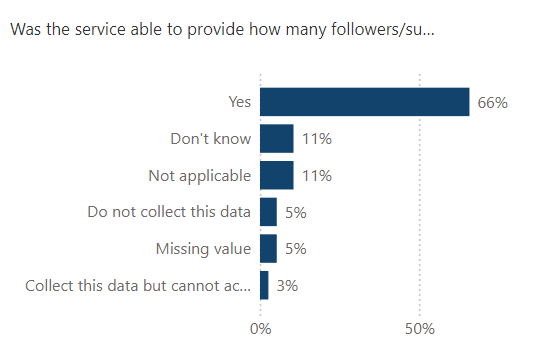 Was the service able to provide how many followers/su...
Yes 66%
Don't know 11%
Not applicable 11%
Do not collect this data 5%
Missing value 5%
Collect this data but cannot ac... 3%
0% 50%